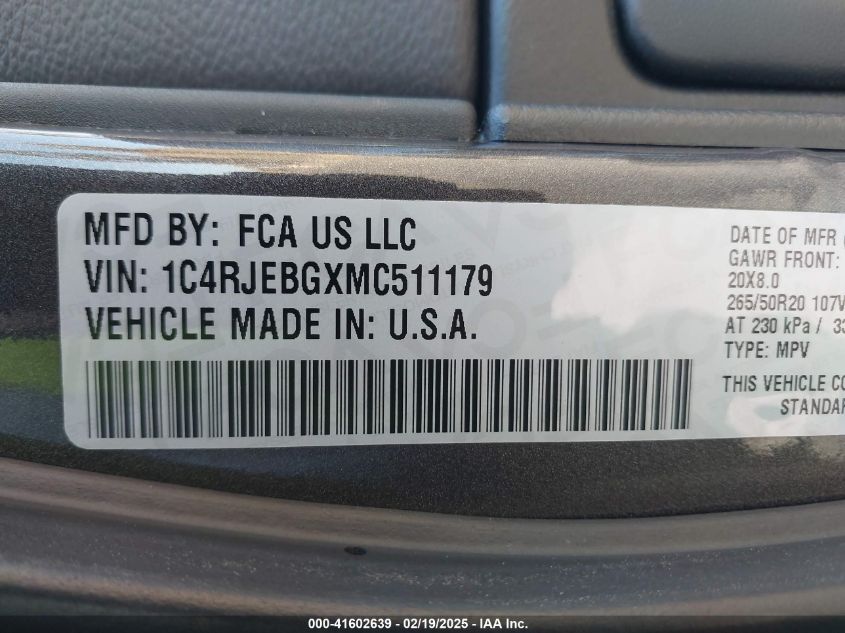 MFD BY: FCA US LLC
VIN: 1C4RJEBGXMC511179
VEHICLE MADE IN: U.S.A.
DATE OF MFR
GAWR FRONT:
20X8.0
265/50R20 107V
AT 230 kPa / 33
TYPE: MPV
THIS VEHICLE CO
STANDAR
000-41602639 - 02/19/2025 - IAA, Inc.